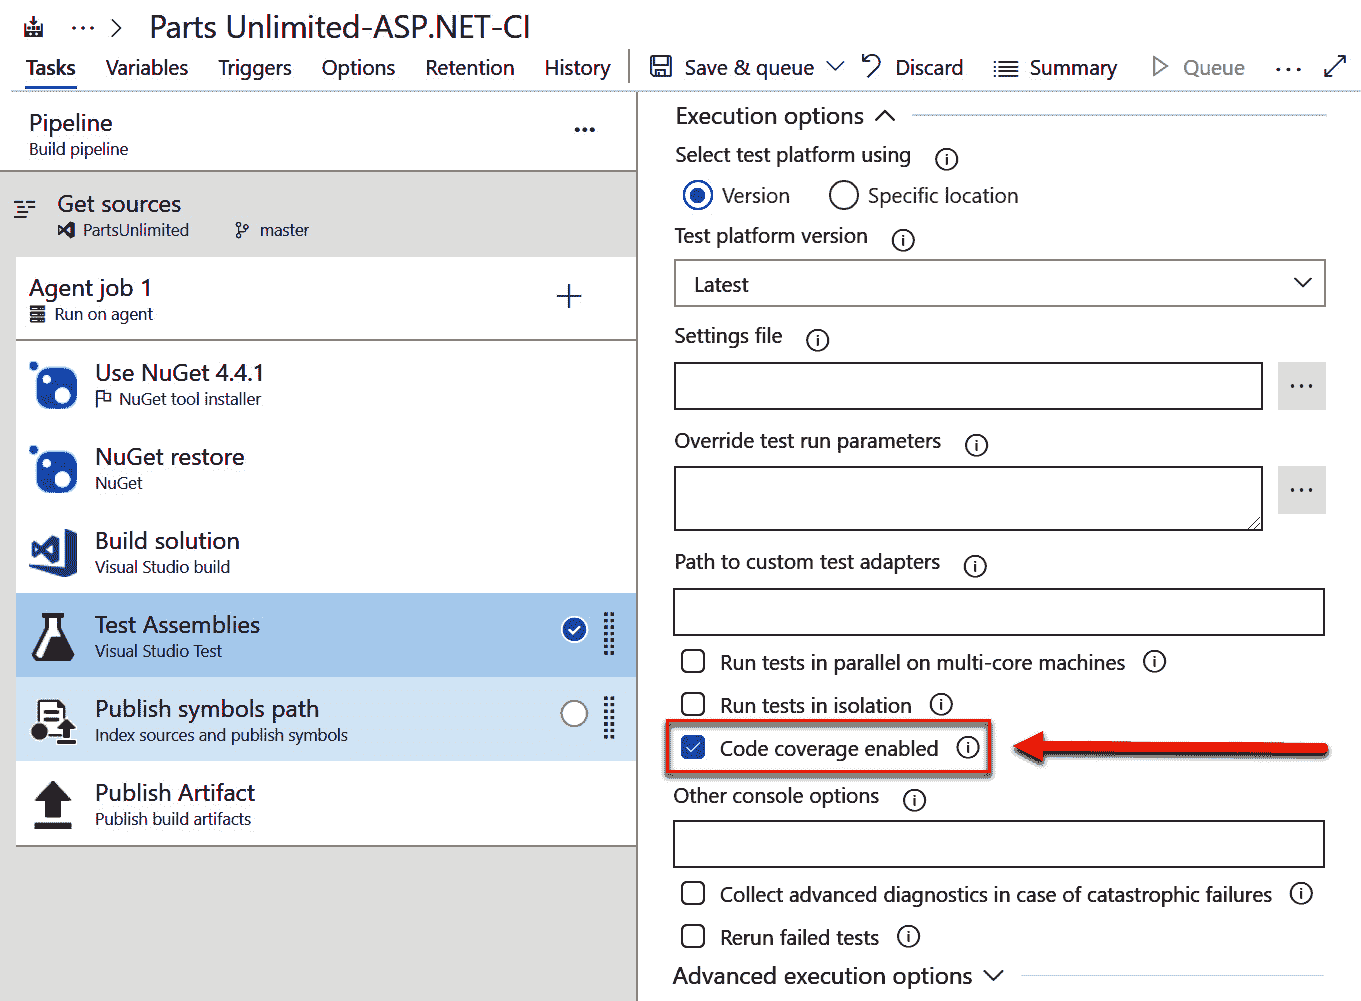 Parts Unlimited-ASP.NET-CI
Tasks Variables Triggers Options Retention History Save & queue Discard Summary Queue
Pipeline
Build pipeline
Get sources
PartsUnlimited master
Agent job 1
Run on agent
Use NuGet 4.4.1
NuGet tool installer
NuGet restore
NuGet
Build solution
Visual Studio build
Test Assemblies
Visual Studio Test
Publish symbols path
Index sources and publish symbols
Publish Artifact
Publish build artifacts
Execution options
Select test platform using
Version Specific location
Test platform version
Latest
Settings file
Override test run parameters
Path to custom test adapters
Run tests in parallel on multi-core machines
Run tests in isolation
Code coverage enabled
Other console options
Collect advanced diagnostics in case of catastrophic failures
Rerun failed tests
Advanced execution options